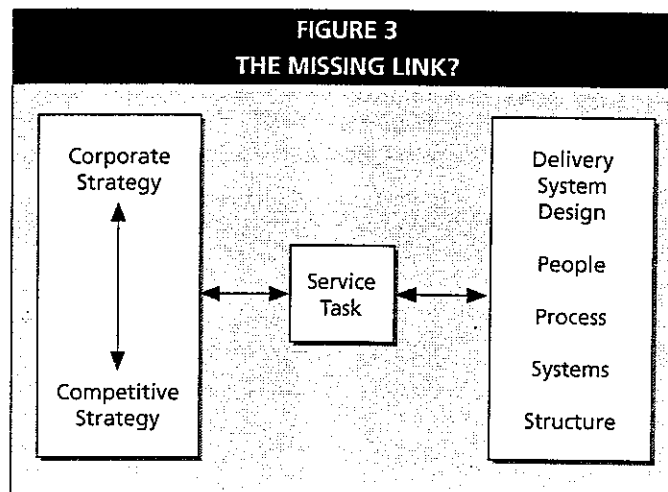 FIGURE 3
THE MISSING LINK?
Corporate
Strategy
Competitive
Strategy
Service
Task
Delivery
System
Design
People
Process
Systems
Structure